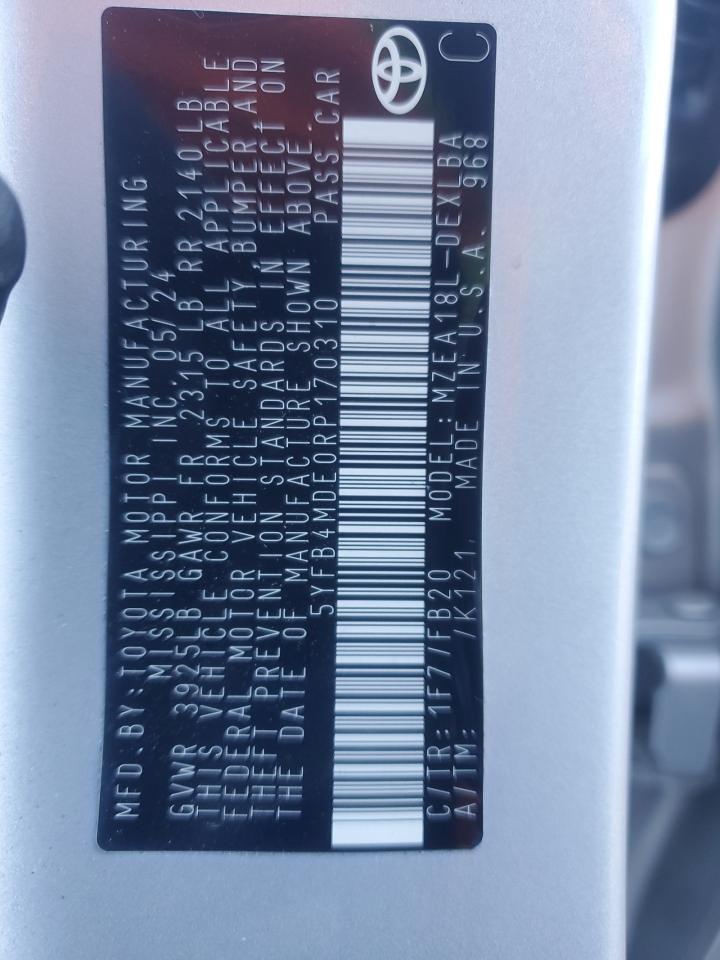 MFD.BY:TOYOTA MOTOR MANUFACTURING
MISSISSIPPI INC. 05/24
GVWR 3925LB GAWR FR 2315 LB RR 2140LB
THIS VEHICLE CONFORMS TO ALL APPLICABLE
FEDERAL MOTOR VEHICLE SAFETY, BUMPER, AND
THEFT PREVENTION STANDARDS IN EFFECT ON
THE DATE OF MANUFACTURE SHOWN ABOVE.
5YFB4MDE0RP170310 PASS.CAR
C/TR:1F7/FB20 MODEL:MZEA18L-DEXLBA
A/TM: /K121, MADE IN U.S.A. 968
C